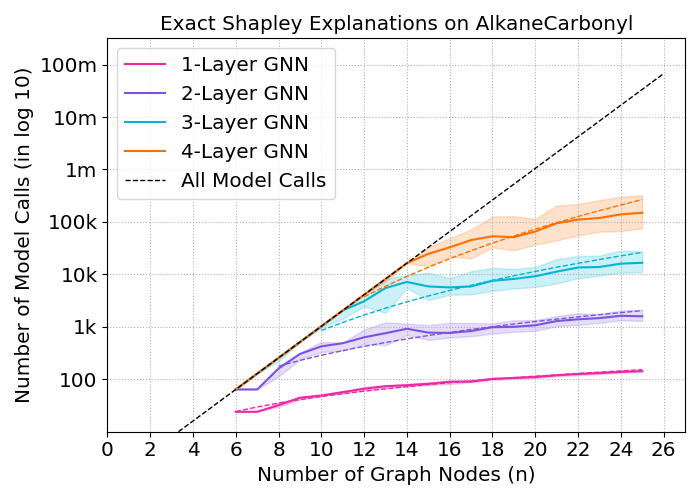 Exact Shapley Explanations on AlkaneCarbonyl
Number of Model Calls (in log 10)
100m
10m
1m
100k
10k
1k
100
1-Layer GNN
2-Layer GNN
3-Layer GNN
4-Layer GNN
All Model Calls
0 2 4 6 8 10 12 14 16 18 20 22 24 26
Number of Graph Nodes (n)